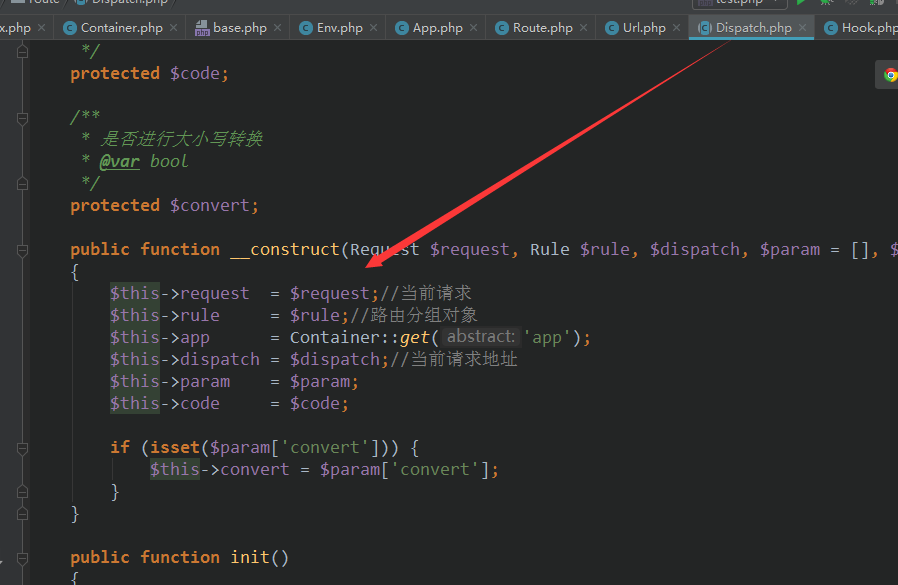 route Dispatch.php test.php
x.php Container.php base.php Env.php App.php Route.php Url.php Dispatch.php Hook.php
*/
protected $code;
/**
* 是否进行大小写转换
* @var bool
*/
protected $convert;
public function __construct(Request $request, Rule $rule, $dispatch, $param = [], $
{
$this->request = $request;//当前请求
$this->rule = $rule;//路由分组对象
$this->app = Container::get( abstract: 'app');
$this->dispatch = $dispatch;//当前请求地址
$this->param = $param;
$this->code = $code;
if (isset($param['convert'])) {
$this->convert = $param['convert'];
}
}
public function init()
{